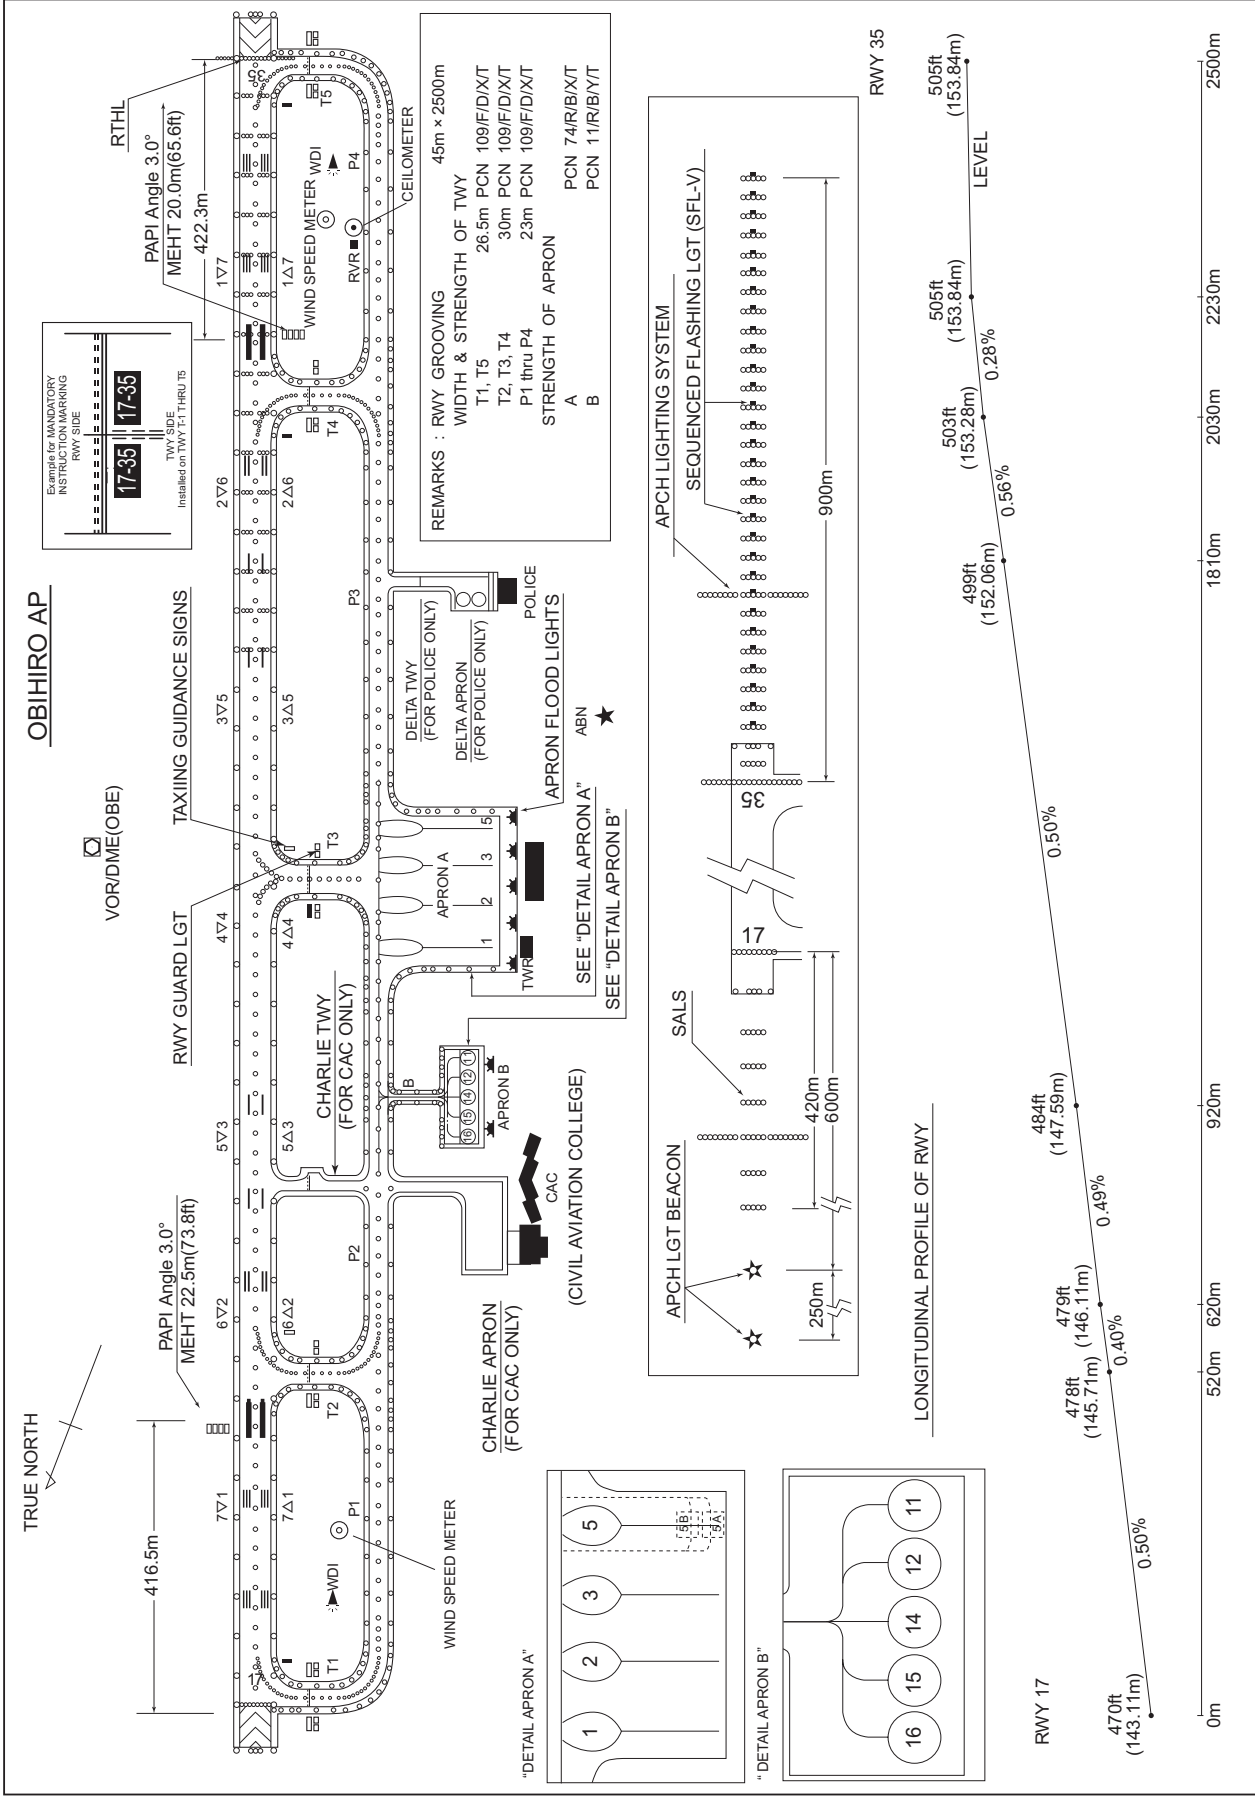 OBIHIRO AP
TRUE NORTH
VOR/DME(OBE)
Example for MANDATORY
INSTRUCTION MARKING
RWY SIDE
17-35
17-35
TWY SIDE
Installed on TWY T-1 THRU T5
RTHL
PAPI Angle 3.0°
MEHT 20.0m(65.6ft)
422.3m
TAXIING GUIDANCE SIGNS
RWY GUARD LGT
PAPI Angle 3.0°
MEHT 22.5m(73.8ft)
416.5m
7▽1
6▽2
5▽3
4▽4
3▽5
2▽6
1▽7
17
35
7△1
6△2
5△3
4△4
3△5
2△6
1△7
T1
T2
T3
T4
T5
WDI
WIND SPEED METER
WIND SPEED METER
WDI
P1
P2
P3
RVR
P4
CEILOMETER
CHARLIE TWY
(FOR CAC ONLY)
CHARLIE APRON
(FOR CAC ONLY)
CAC
(CIVIL AVIATION COLLEGE)
B
16
15
14
12
11
APRON B
APRON A
1
2
3
5
TWR
SEE “DETAIL APRON A”
SEE “DETAIL APRON B”
APRON FLOOD LIGHTS
ABN
DELTA TWY
(FOR POLICE ONLY)
DELTA APRON
(FOR POLICE ONLY)
POLICE
REMARKS : RWY GROOVING 45m × 2500m
WIDTH & STRENGTH OF TWY
T1, T5 26.5m PCN 109/F/D/X/T
T2, T3, T4 30m PCN 109/F/D/X/T
P1 thru P4 23m PCN 109/F/D/X/T
STRENGTH OF APRON
A PCN 74/R/B/X/T
B PCN 11/R/B/Y/T
APCH LGT BEACON
SALS
APCH LIGHTING SYSTEM
SEQUENCED FLASHING LGT (SFL-V)
17
35
250m
420m
600m
900m
“DETAIL APRON A”
1
2
3
5
5B
5A
“ DETAIL APRON B”
16
15
14
12
11
LONGITUDINAL PROFILE OF RWY
RWY 17
RWY 35
470ft
(143.11m)
0.50%
478ft
(145.71m)
0.40%
479ft
(146.11m)
0.49%
484ft
(147.59m)
0.50%
499ft
(152.06m)
0.56%
503ft
(153.28m)
0.28%
505ft
(153.84m)
LEVEL
505ft
(153.84m)
0m
520m
620m
920m
1810m
2030m
2230m
2500m